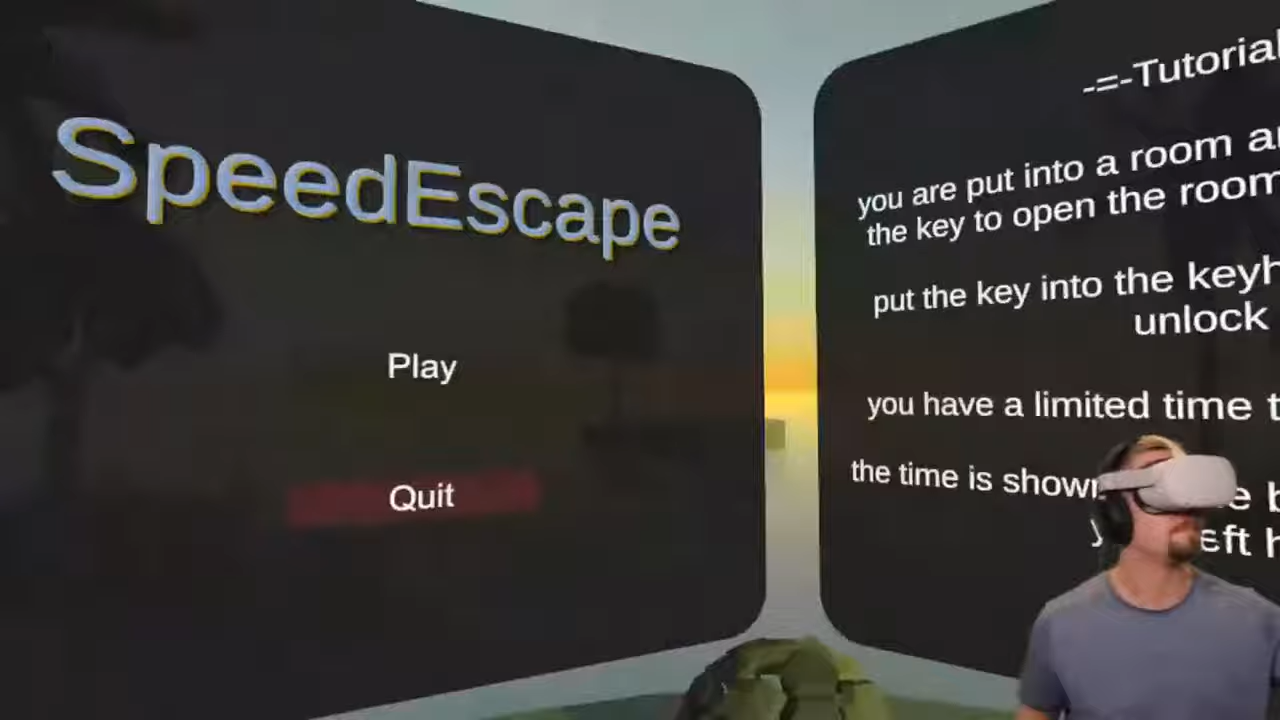 SpeedEscape
Play
Quit
-=-Tutorial
you are put into a room
the key to open the room
put the key into the
unlock
you have a limited time
the time is shown